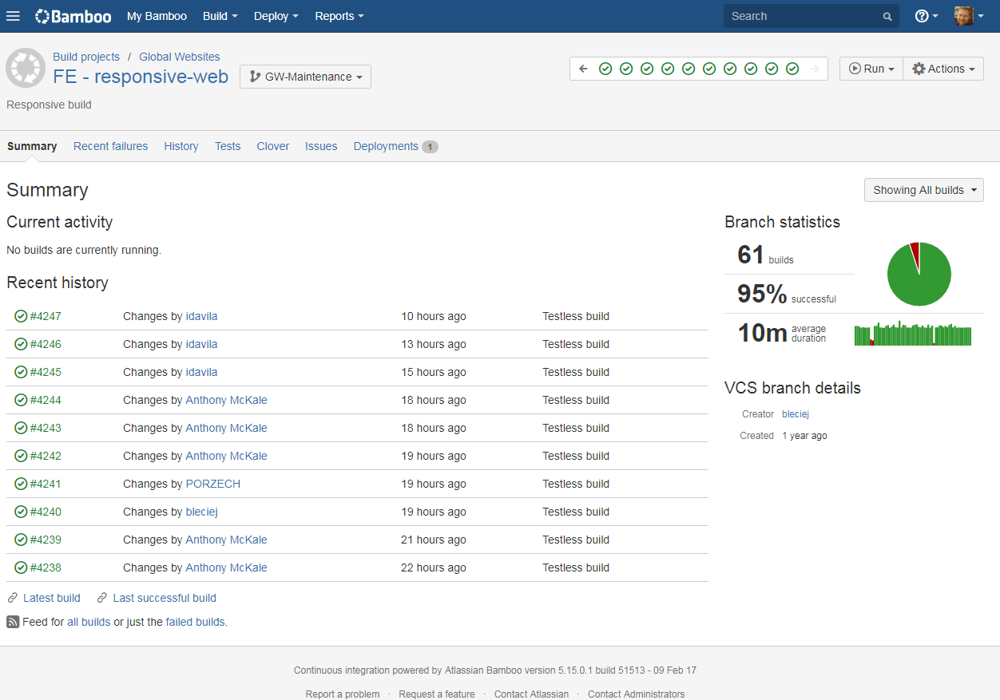 Bamboo My Bamboo Build Deploy Reports Search
Build projects / Global Websites
FE - responsive-web GW-Maintenance Run Actions
Responsive build
Summary Recent failures History Tests Clover Issues Deployments 1
Summary Showing All builds
Current activity
No builds are currently running.
Recent history
#4247 Changes by idavila 10 hours ago Testless build
#4246 Changes by idavila 13 hours ago Testless build
#4245 Changes by idavila 15 hours ago Testless build
#4244 Changes by Anthony McKale 18 hours ago Testless build
#4243 Changes by Anthony McKale 18 hours ago Testless build
#4242 Changes by Anthony McKale 19 hours ago Testless build
#4241 Changes by PORZECH 19 hours ago Testless build
#4240 Changes by bleciej 19 hours ago Testless build
#4239 Changes by Anthony McKale 21 hours ago Testless build
#4238 Changes by Anthony McKale 22 hours ago Testless build
Latest build Last successful build
Feed for all builds or just the failed builds.
Branch statistics
61 builds
95% successful
10m average
duration
VCS branch details
Creator bleciej
Created 1 year ago
Continuous integration powered by Atlassian Bamboo version 5.15.0.1 build 51513 - 09 Feb 17
Report a problem · Request a feature · Contact Atlassian · Contact Administrators